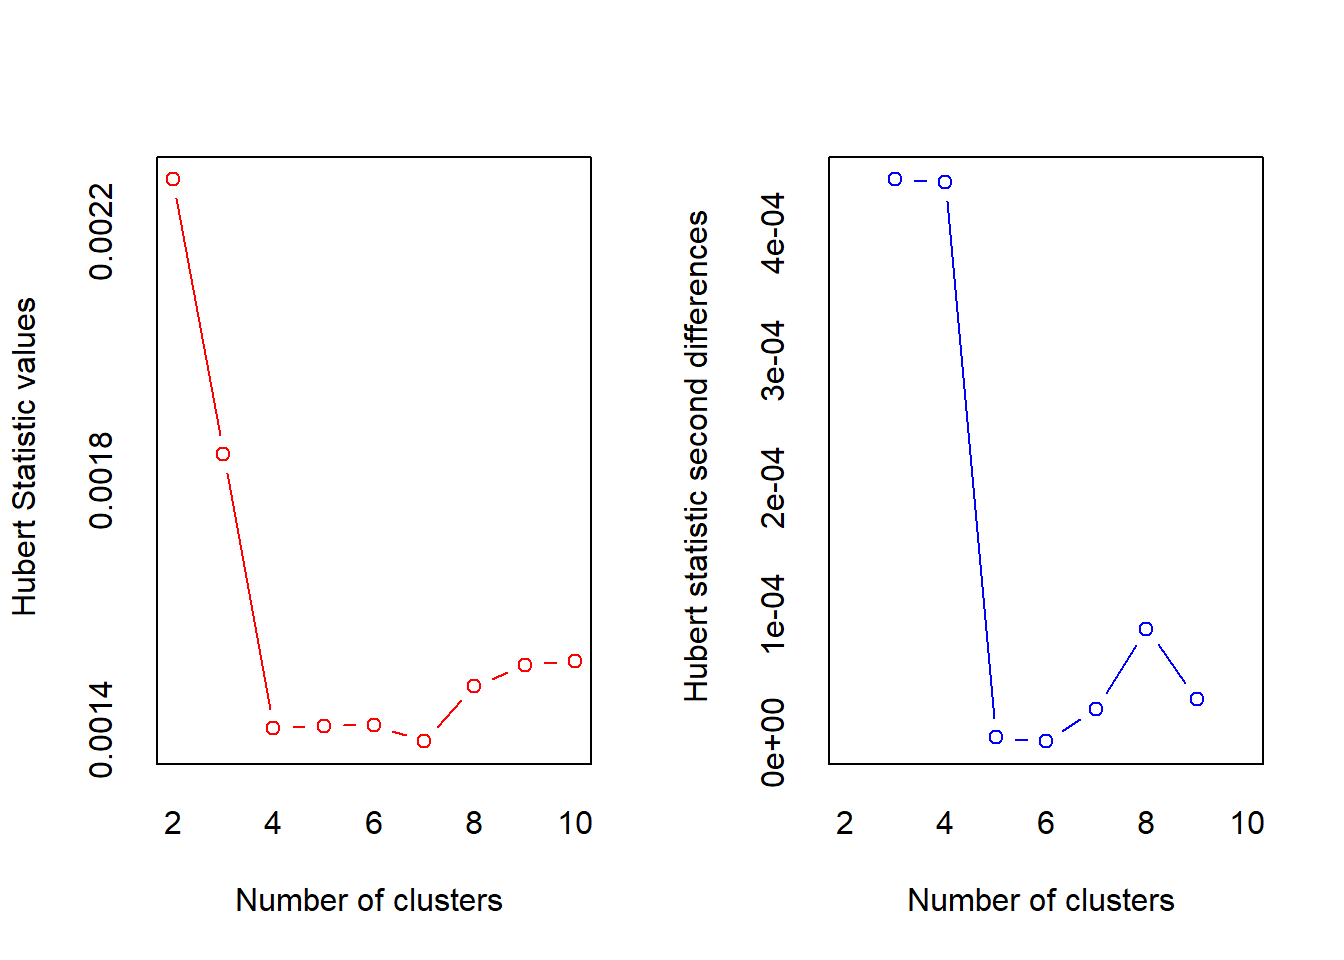 Hubert Statistic values
0.0014
0.0018
0.0022
2
4
6
8
10
Number of clusters
Hubert statistic second differences
0e+00
1e-04
2e-04
3e-04
4e-04
2
4
6
8
10
Number of clusters